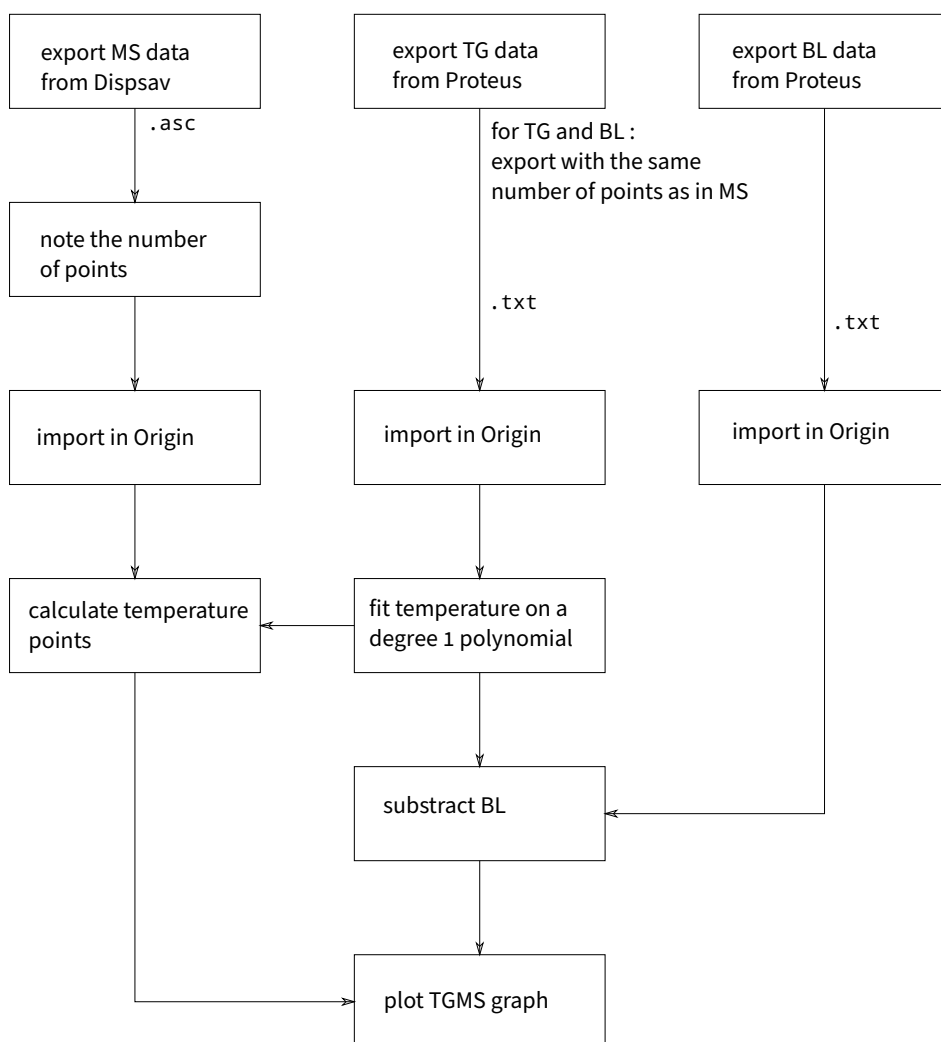 export MS data
from Dispsav
export TG data
from Proteus
export BL data
from Proteus
.asc
for TG and BL :
export with the same
number of points as in MS
note the number
of points
.txt
.txt
import in Origin
import in Origin
import in Origin
calculate temperature
points
fit temperature on a
degree 1 polynomial
substract BL
plot TGMS graph